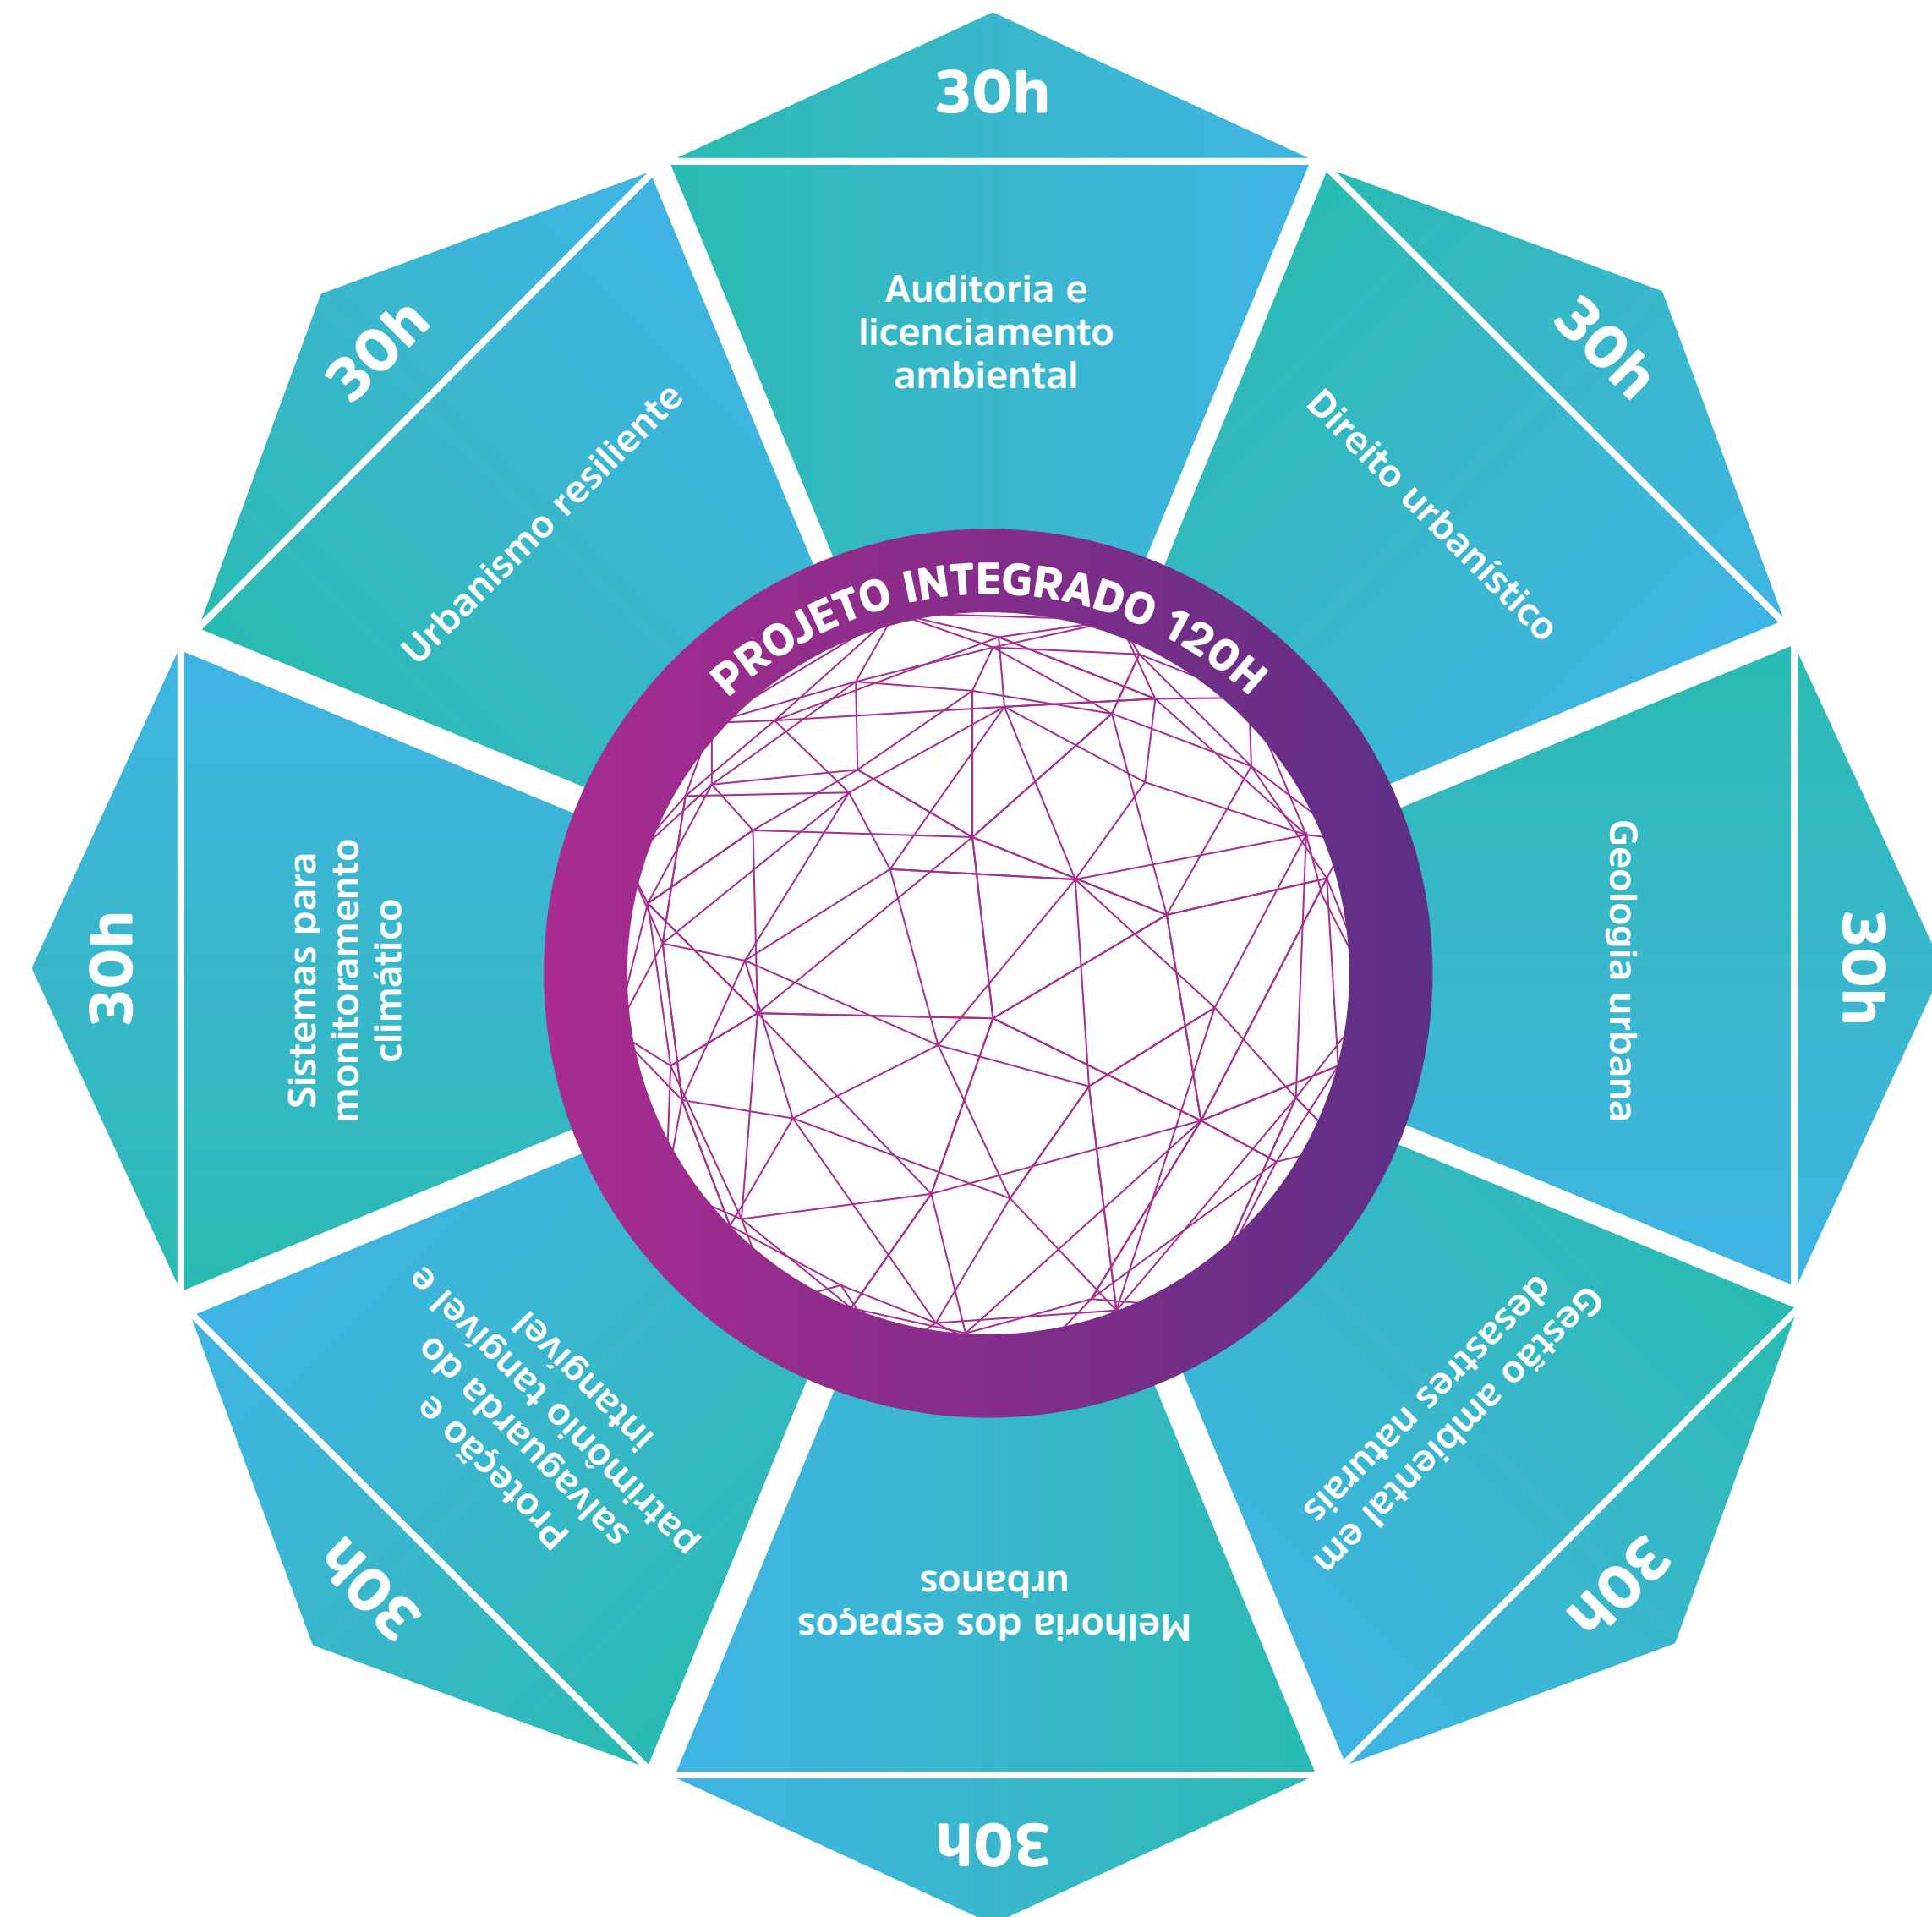 30h
Auditoria e
licenciamento
ambiental
30h
Direito urbanístico
30h
Geologia urbana
30h
Gestão ambiental em
desastres naturais
30h
Melhoria dos espaços
urbanos
30h
Proteção e
salvaguarda do
patrimônio tangível e
intangível
30h
Sistemas para
monitoramento
climático
30h
Urbanismo resiliente
PROJETO INTEGRADO 120H